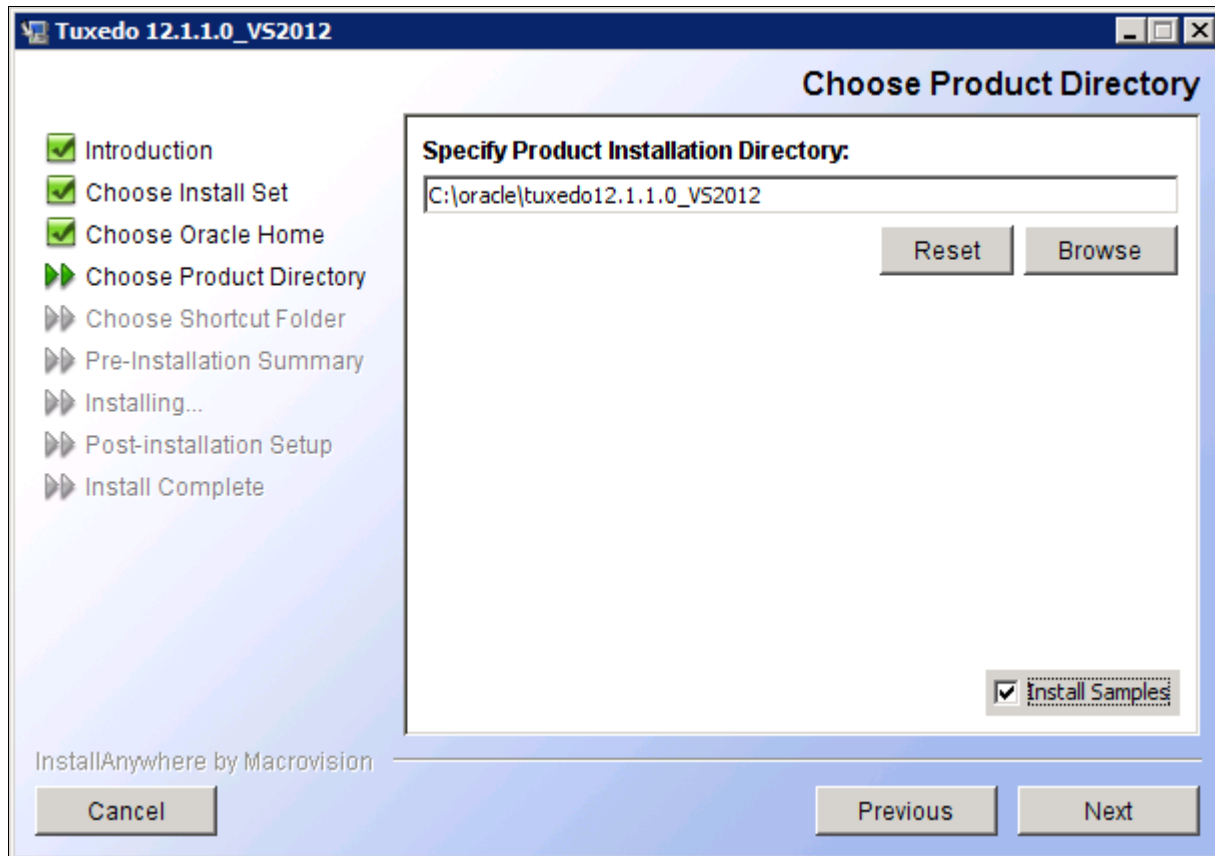 Tuxedo 12.1.1.0_VS2012
Choose Product Directory
Introduction
Choose Install Set
Choose Oracle Home
Choose Product Directory
Choose Shortcut Folder
Pre-Installation Summary
Installing...
Post-installation Setup
Install Complete
Specify Product Installation Directory:
C:\oracle\tuxedo12.1.1.0_VS2012
Reset
Browse
Install Samples
InstallAnywhere by Macrovision
Cancel
Previous
Next